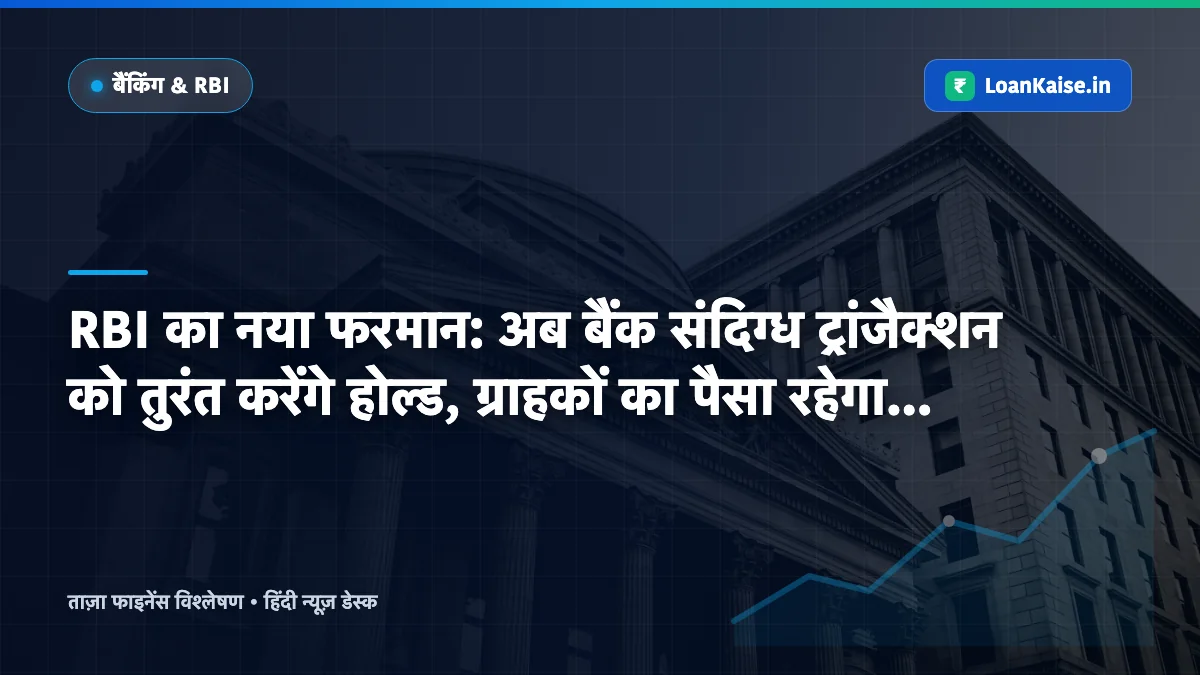 बैंकिंग & RBI
₹ LoanKaise.in
RBI का नया फरमान: अब बैंक संदिग्ध ट्रांजैक्शन
को तुरंत करेंगे होल्ड, ग्राहकों का पैसा रहेगा...
ताज़ा फाइनेंस विश्लेषण • हिंदी न्यूज़ डेस्क